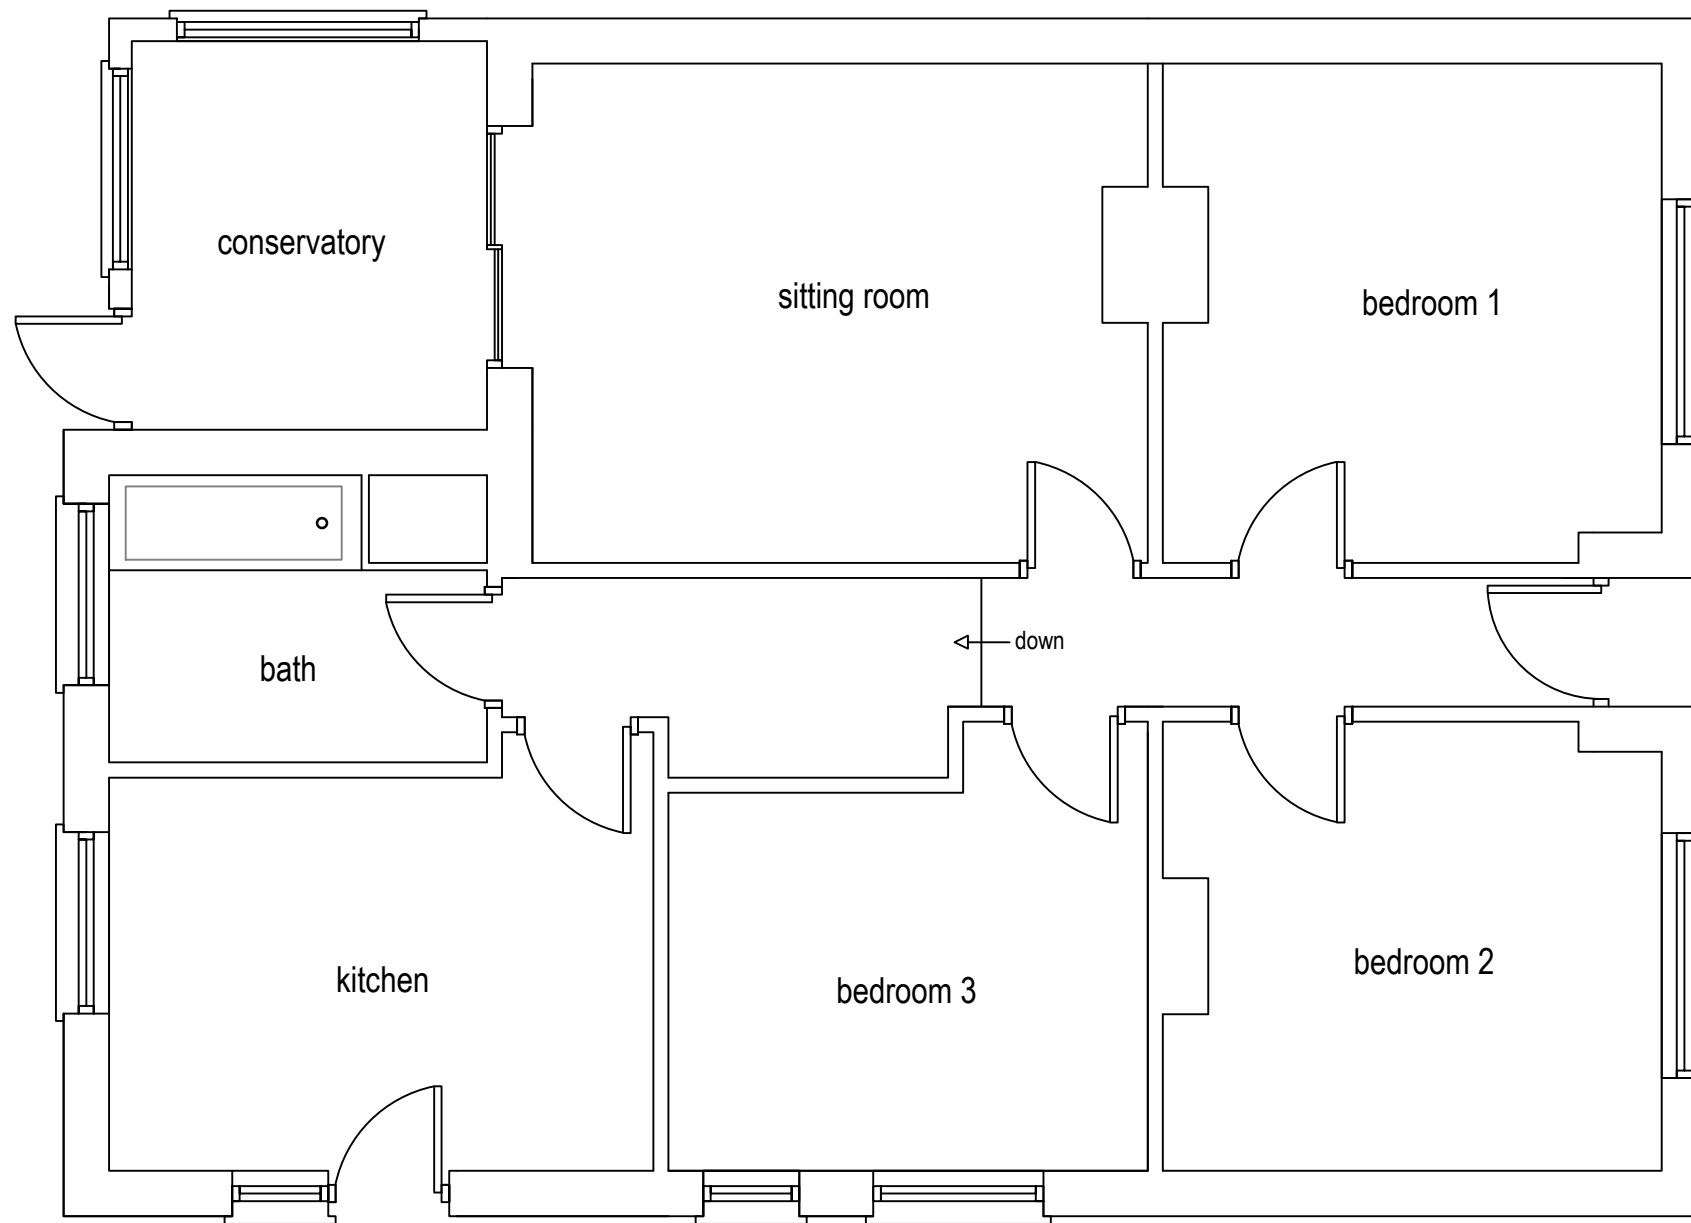 conservatory
sitting room
bedroom 1
down
bath
kitchen
bedroom 3
bedroom 2